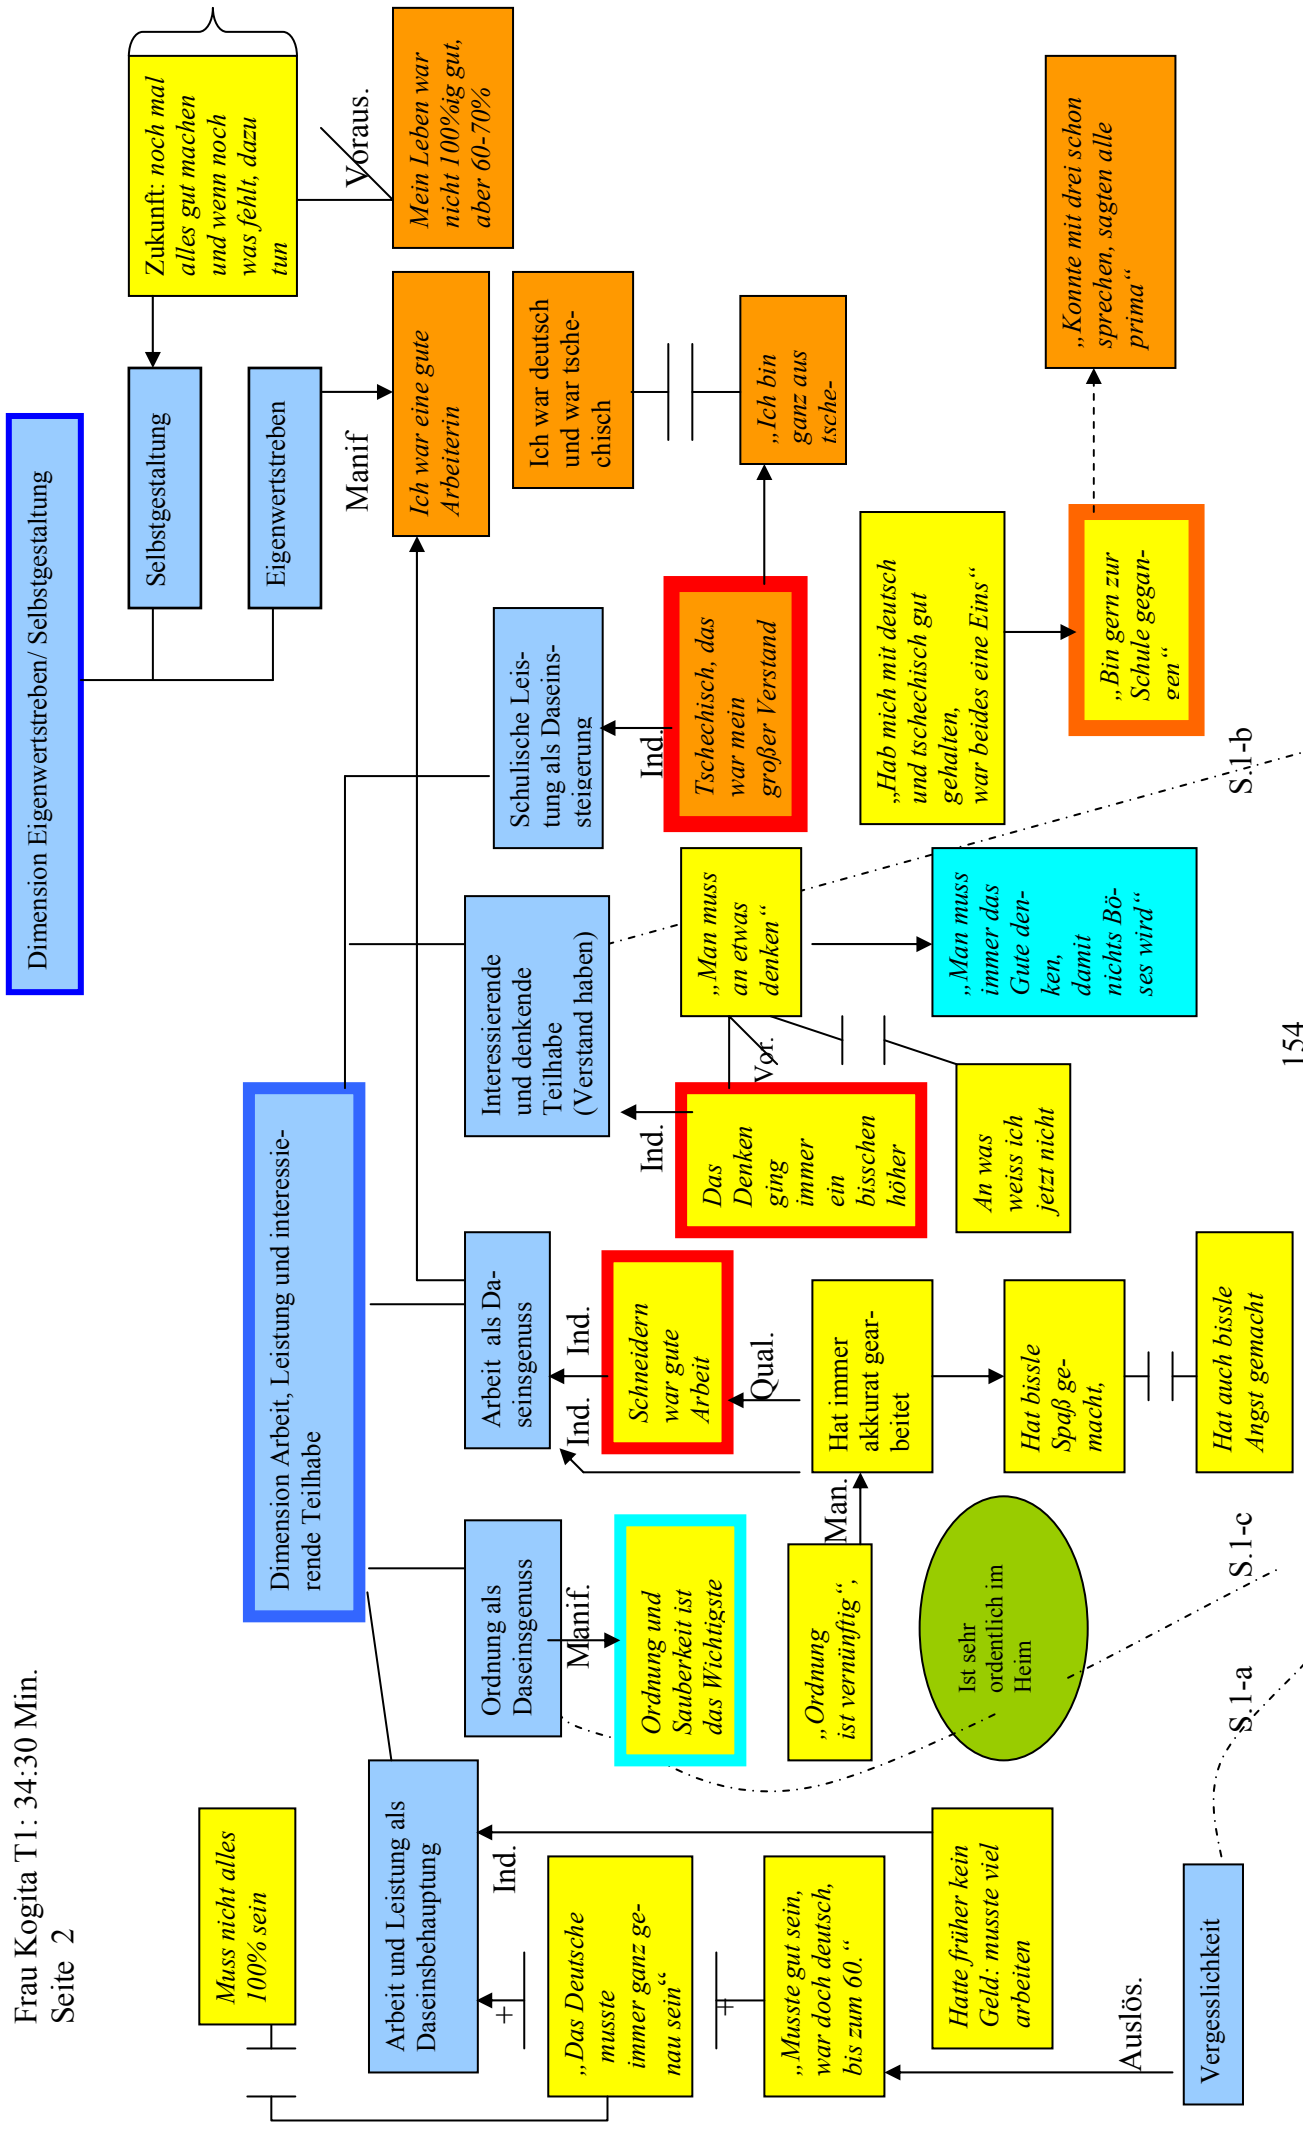 Frau Kogita T1: 34:30 Min.
Seite 2
Dimension Eigenwertstreben/ Selbstgestaltung
Selbstgestaltung
Zukunft: noch mal
alles gut machen
und wenn noch
was fehlt, dazu
tun
Eigenwertstreben
Manif
Voraus.
Ich war eine gute
Arbeiterin
Mein Leben war
nicht 100%ig gut,
aber 60-70%
Dimension Arbeit, Leistung und interessie-
rende Teilhabe
Muss nicht alles
100% sein
Arbeit und Leistung als
Daseinsbehauptung
Ordnung als
Daseinsgenuss
Arbeit als Da-
seinsgenuss
Interessierende
und denkende
Teilhabe
(Verstand haben)
Schulische Leis-
tung als Daseins-
steigerung
Ich war deutsch
und war tsche-
chisch
+
Ind.
Manif.
Ind.
Ind.
Ind.
Ind.
„Das Deutsche
musste
immer ganz ge-
nau sein“
Ordnung und
Sauberkeit ist
das Wichtigste
Schneidern
war gute
Arbeit
Das
Denken
ging
immer
ein
bisschen
höher
Vor.
„Man muss
an etwas
denken“
Tschechisch, das
war mein
großer Verstand
„Ich bin
ganz aus
tsche-
+
Qual.
„Musste gut sein,
war doch deutsch,
bis zum 60.“
„Ordnung
ist vernünftig“,
Man.
Hat immer
akkurat gear-
beitet
„Hab mich mit deutsch
und tschechisch gut
gehalten,
war beides eine Eins“
Hatte früher kein
Geld: musste viel
arbeiten
Ist sehr
ordentlich im
Heim
Hat bissle
Spaß ge-
macht,
An was
weiss ich
jetzt nicht
„Man muss
immer das
Gute den-
ken,
damit
nichts Bö-
ses wird“
„Bin gern zur
Schule gegan-
gen“
„Konnte mit drei schon
sprechen, sagten alle
prima“
Auslös.
Vergesslichkeit
S.1-a
S.1-c
Hat auch bissle
Angst gemacht
S.1-b
154